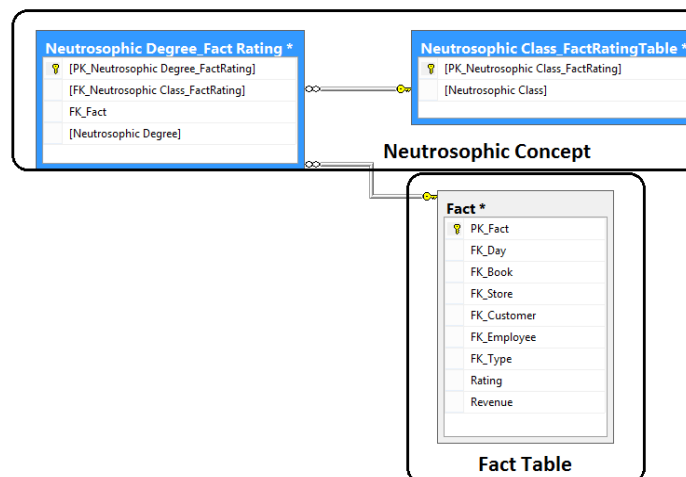 Neutrosophic Degree_Fact Rating *
[PK_Neutrosophic Degree_FactRating]
[FK_Neutrosophic Class_FactRating]
FK_Fact
[Neutrosophic Degree]
Neutrosophic Class_FactRatingTable *
[PK_Neutrosophic Class_FactRating]
[Neutrosophic Class]
Neutrosophic Concept
Fact *
PK_Fact
FK_Day
FK_Book
FK_Store
FK_Customer
FK_Employee
FK_Type
Rating
Revenue
Fact Table